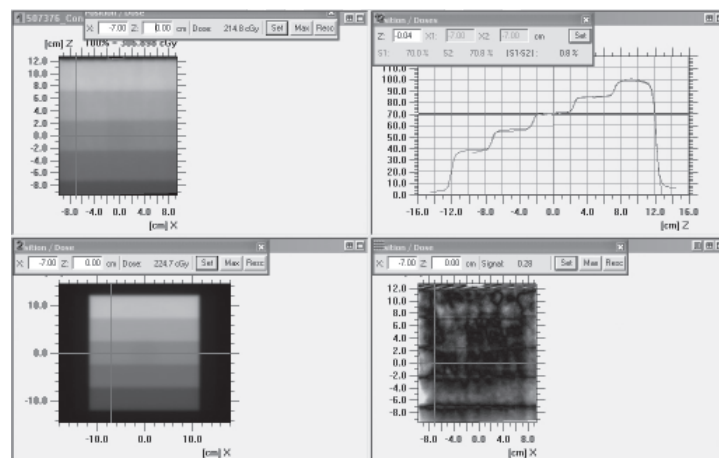 507376_Con
Position / Dose
X: -7.00 Z: 0.00 cm Dose: 214.8 cGy Set Max Resc
[cm] Z 100% = 306.898 cGy
12.0
10.0
8.0
6.0
4.0
2.0
0.0
-2.0
-4.0
-6.0
-8.0
-8.0 -4.0 0.0 4.0 8.0
[cm] X
Position / Doses
Z: -0.04 X1: -7.00 X2: -7.00 cm Set
S1: 70.0 % S2: 70.8 % |S1-S2|: 0.8 %
110.0
100.0
90.0
80.0
70.0
60.0
50.0
40.0
30.0
20.0
10.0
0.0
-16.0 -12.0 -8.0 -4.0 0.0 4.0 8.0 12.0 16.0
[cm] Z
Position / Dose
X: -7.00 Z: 0.00 cm Dose: 224.7 cGy Set Max Resc
10.0
0.0
-10.0
-10.0 0.0 10.0
[cm] X
Position / Dose
X: -7.00 Z: 0.00 cm Signal: 0.28 Set Max Resc
12.0
10.0
8.0
6.0
4.0
2.0
0.0
-2.0
-4.0
-6.0
-8.0
-8.0 -4.0 0.0 4.0 8.0
[cm] X